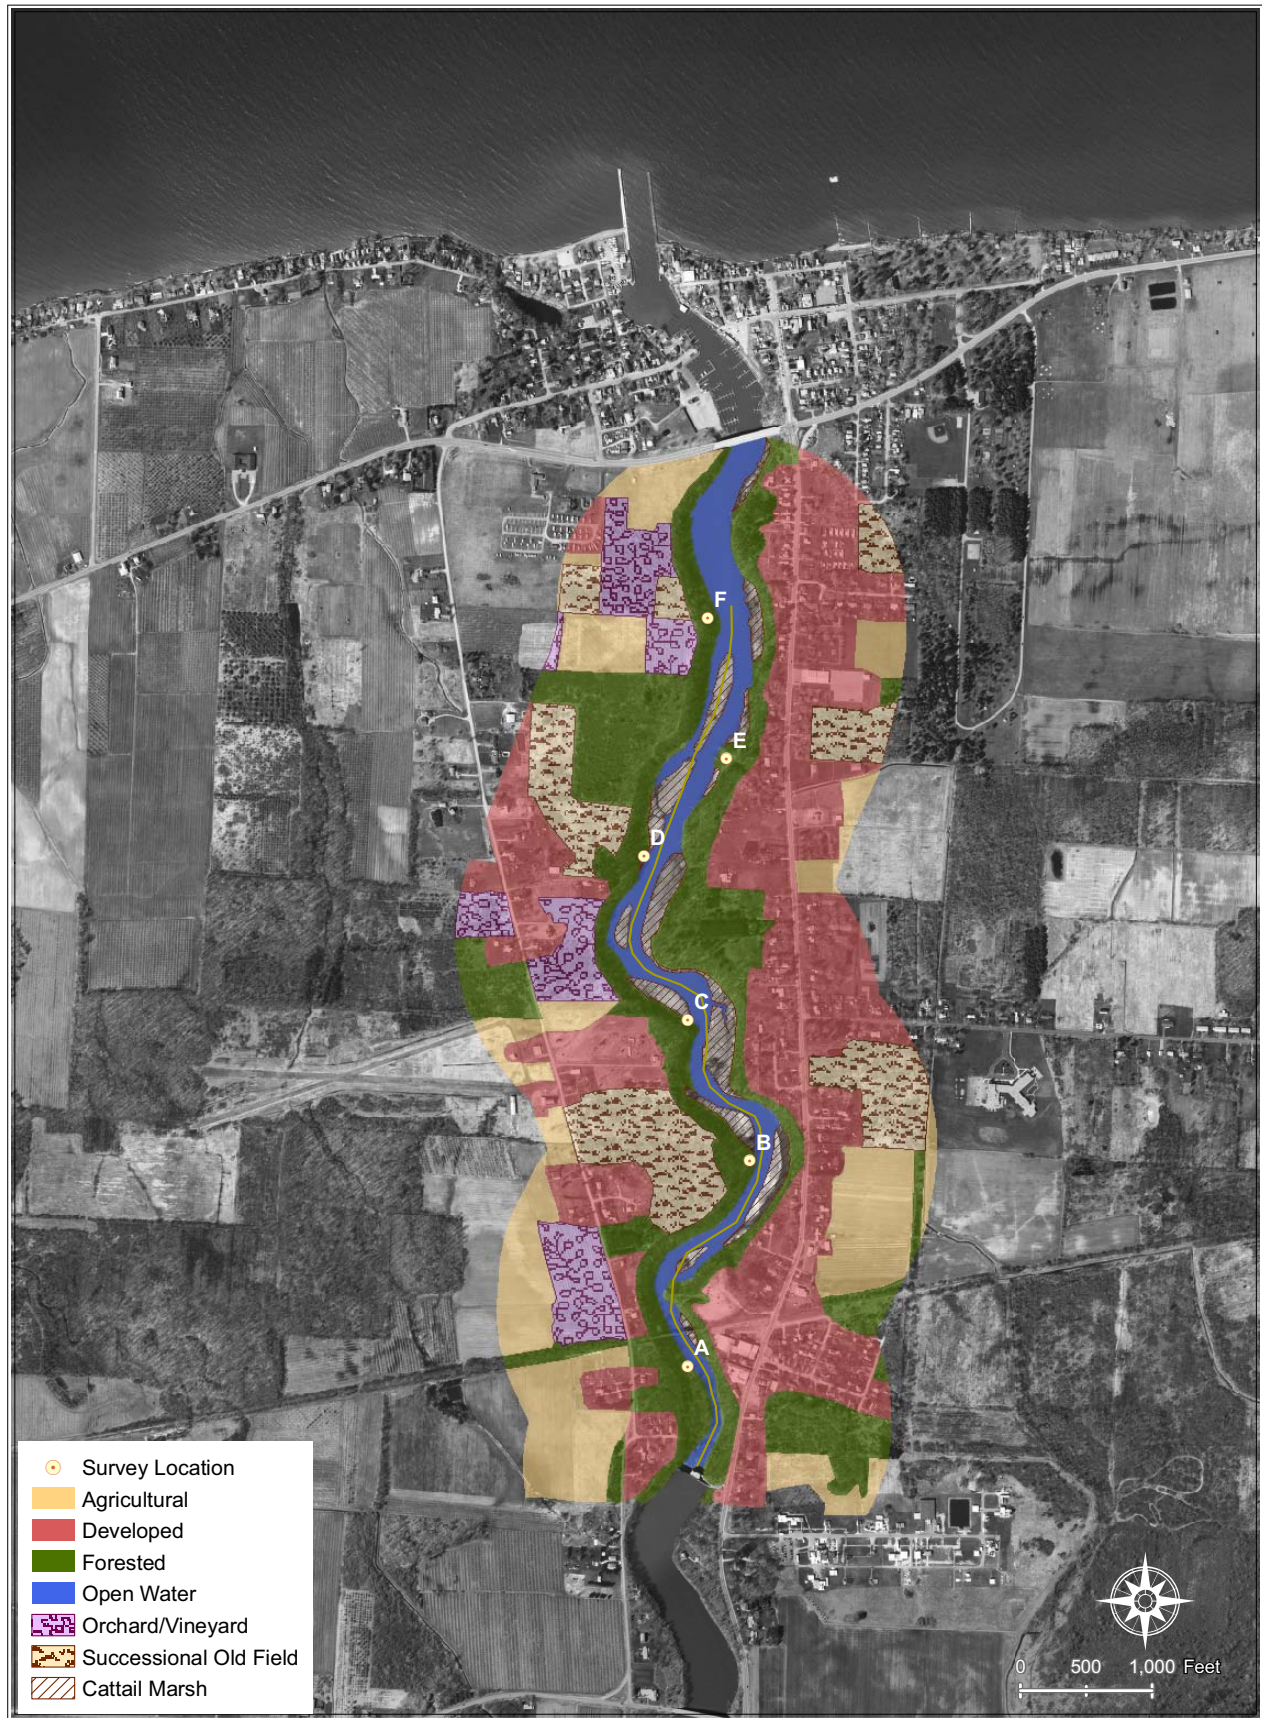 F
E
D
C
B
A
Survey Location
Agricultural
Developed
Forested
Open Water
Orchard/Vineyard
Successional Old Field
Cattail Marsh
0 500 1,000 Feet